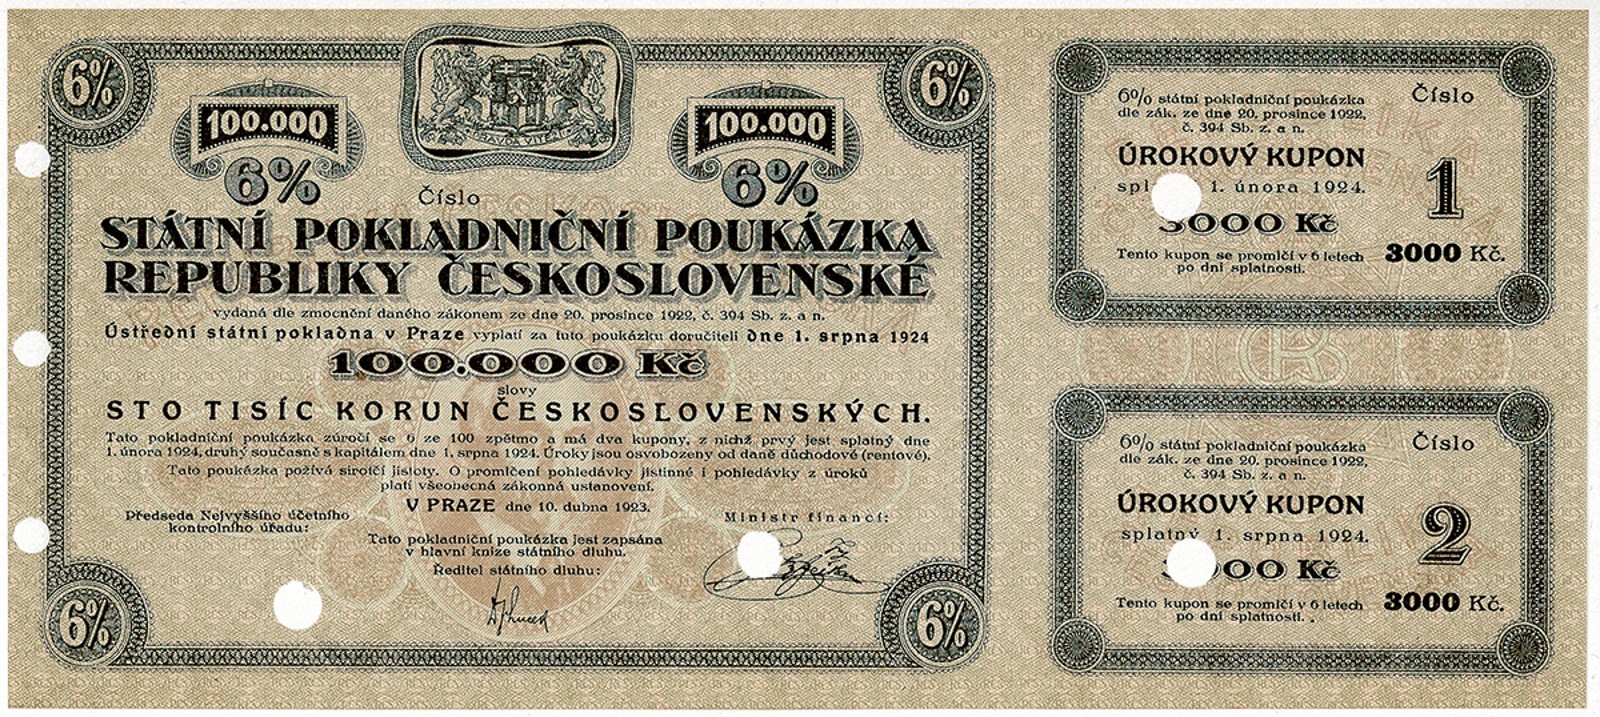 6%
6%
100.000
100.000
6%
6%
Číslo
STÁTNÍ POKLADNIČNÍ POUKÁZKA
REPUBLIKY ČESKOSLOVENSKÉ
vydaná dle zmocnění daného zákonem ze dne 20. prosince 1922, č. 394 Sb. z. a n.
Ústřední státní pokladna v Praze vyplatí za tuto poukázku doručiteli dne 1. srpna 1924
100.000 Kč
slovy
STO TISÍC KORUN ČESKOSLOVENSKÝCH.
Tato pokladniční poukázka zúročí se 6 ze 100 zpětmo a má dva kupony, z nichž prvý jest splatný dne
1. února 1924, druhý současně s kapitálem dne 1. srpna 1924. Úroky jsou osvobozeny od daně důchodové (rentové).
Tato poukázka požívá sirotčí jistoty. O promlčení pohledávky jistinné i pohledávky z úroků
platí všeobecná zákonná ustanovení.
V PRAZE dne 10. dubna 1923.
Předseda Nejvyššího účetního
kontrolního úřadu:
Ministr financí:
Tato pokladniční poukázka jest zapsána
v hlavní knize státního dluhu.
Ředitel státního dluhu:
6%
6%
6% státní pokladniční poukázka
dle zák. ze dne 20. prosince 1922,
č. 394 Sb. z. a n.
Číslo
ÚROKOVÝ KUPON
1. února 1924.
1
3000 Kč
Tento kupon se promlčí v 6 letech
po dni splatnosti.
3000 Kč.
6% státní pokladniční poukázka
dle zák. ze dne 20. prosince 1922,
č. 394 Sb. z. a n.
Číslo
ÚROKOVÝ KUPON
splatný 1. srpna 1924.
2
3000 Kč
Tento kupon se promlčí v 6 letech
po dni splatnosti.
3000 Kč.